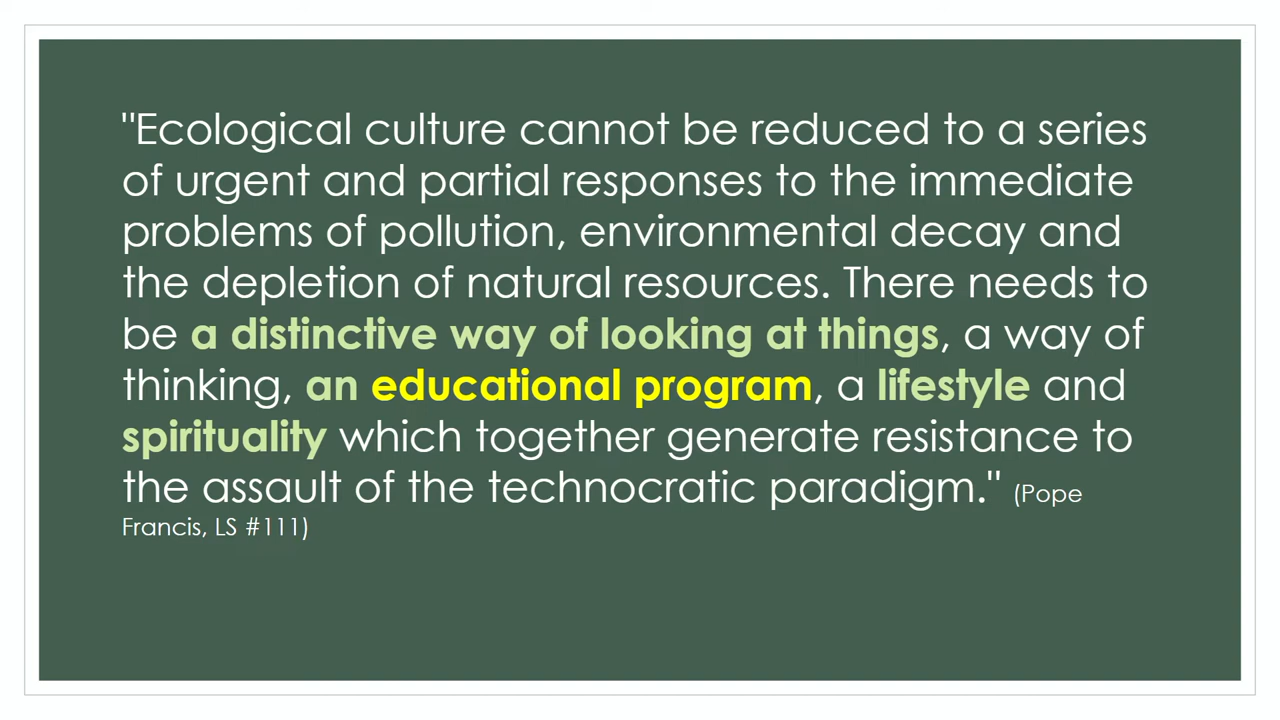 "Ecological culture cannot be reduced to a series
of urgent and partial responses to the immediate
problems of pollution, environmental decay and
the depletion of natural resources. There needs to
be a distinctive way of looking at things, a way of
thinking, an educational program, a lifestyle and
spirituality which together generate resistance to
the assault of the technocratic paradigm." (Pope
Francis, LS #111)